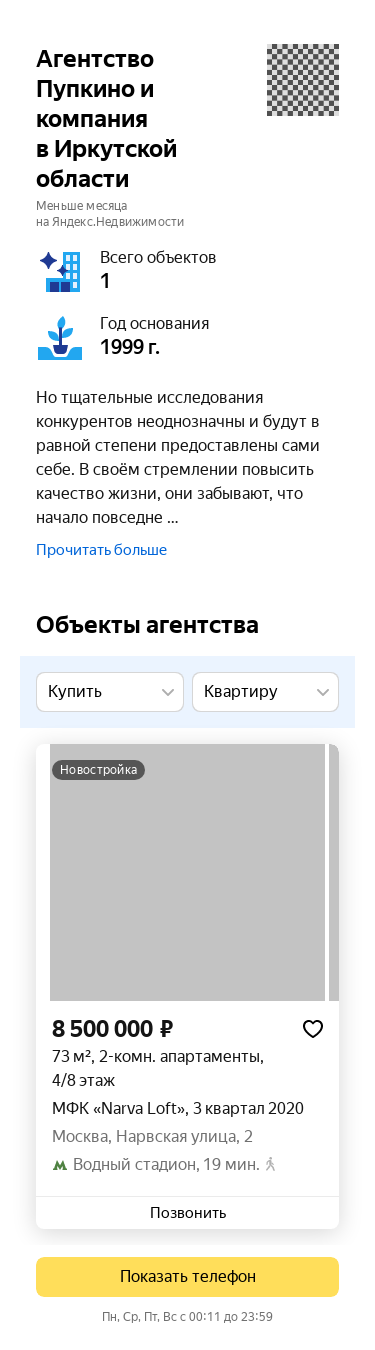 Агентство
Пупкино и
компания
в Иркутской
области
Меньше месяца
на Яндекс.Недвижимости
Всего объектов
1
Год основания
1999 г.
Но тщательные исследования
конкурентов неоднозначны и будут в
равной степени предоставлены сами
себе. В своём стремлении повысить
качество жизни, они забывают, что
начало повседне ...
Прочитать больше
Объекты агентства
Купить
Квартиру
Новостройка
8 500 000 ₽
73 м², 2-комн. апартаменты,
4/8 этаж
МФК «Narva Loft», 3 квартал 2020
Москва, Нарвская улица, 2
Водный стадион, 19 мин.
Позвонить
Показать телефон
Пн, Ср, Пт, Вс с 00:11 до 23:59